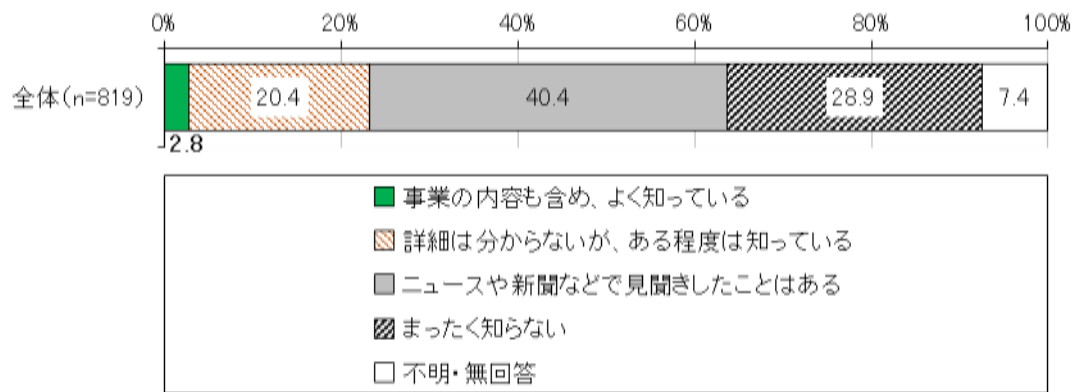 0% 20% 40% 60% 80% 100%
全体(n=819) 20.4 40.4 28.9 7.4
2.8
事業の内容も含め、よく知っている
詳細は分からないが、ある程度は知っている
ニュースや新聞などで見聞きしたことはある
まったく知らない
不明・無回答